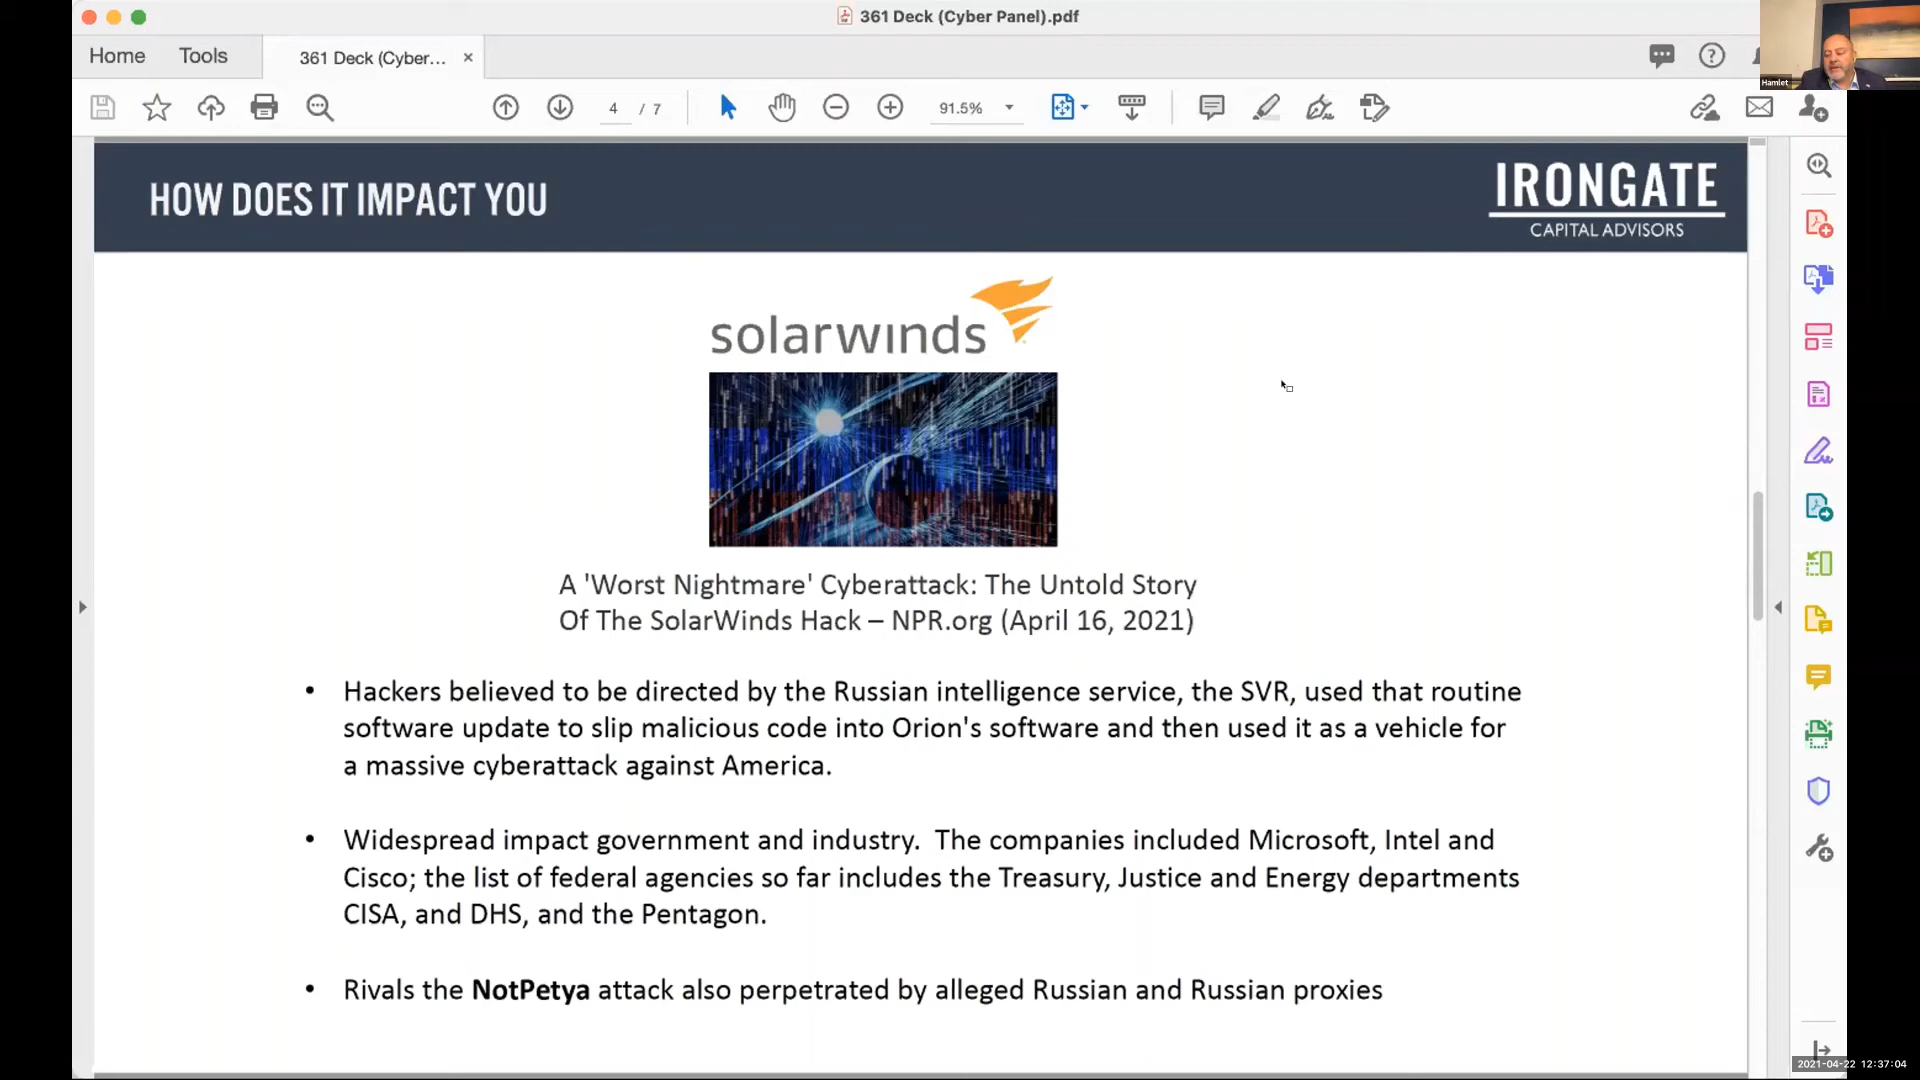 361 Deck (Cyber Panel).pdf
Home
Tools
361 Deck (Cyber...
4 / 7
91.5%
Hamlet
HOW DOES IT IMPACT YOU
IRONGATE
CAPITAL ADVISORS
solarwinds
A 'Worst Nightmare' Cyberattack: The Untold Story
Of The SolarWinds Hack – NPR.org (April 16, 2021)
• Hackers believed to be directed by the Russian intelligence service, the SVR, used that routine
software update to slip malicious code into Orion's software and then used it as a vehicle for
a massive cyberattack against America.
• Widespread impact government and industry.  The companies included Microsoft, Intel and
Cisco; the list of federal agencies so far includes the Treasury, Justice and Energy departments
CISA, and DHS, and the Pentagon.
• Rivals the NotPetya attack also perpetrated by alleged Russian and Russian proxies
2021-04-22 12:37:04